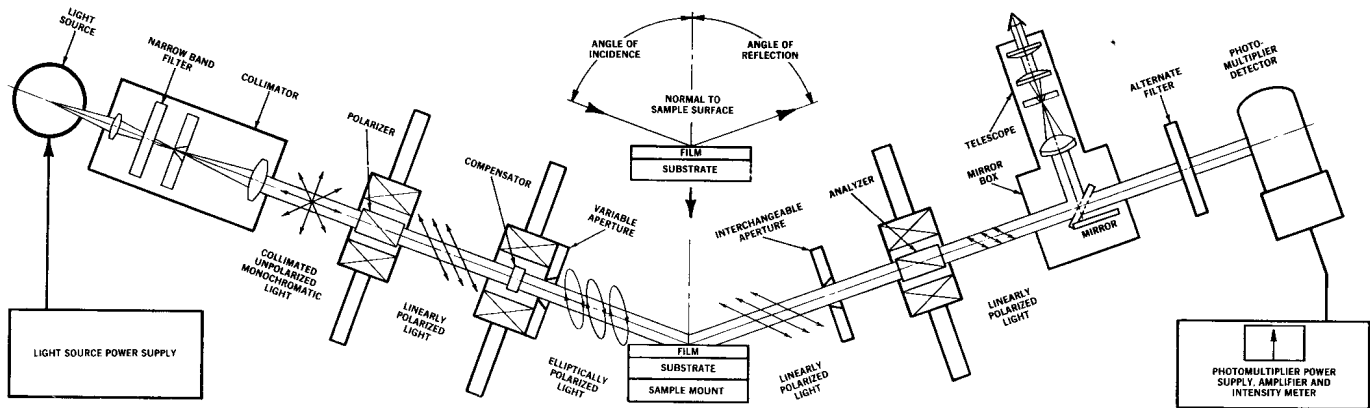 LIGHT
SOURCE
NARROW BAND
FILTER
COLLIMATOR
POLARIZER
COMPENSATOR
VARIABLE
APERTURE
COLLIMATED
UNPOLARIZED
MONOCHROMATIC
LIGHT
LINEARLY
POLARIZED
LIGHT
ELLIPTICALLY
POLARIZED
LIGHT
LIGHT SOURCE POWER SUPPLY
ANGLE OF
INCIDENCE
ANGLE OF
REFLECTION
NORMAL TO
SAMPLE SURFACE
FILM
SUBSTRATE
FILM
SUBSTRATE
SAMPLE MOUNT
LINEARLY
POLARIZED
LIGHT
INTERCHANGEABLE
APERTURE
ANALYZER
LINEARLY
POLARIZED
LIGHT
TELESCOPE
MIRROR
BOX
MIRROR
ALTERNATE
FILTER
PHOTO-
MULTIPLIER
DETECTOR
PHOTOMULTIPLIER POWER
SUPPLY, AMPLIFIER AND
INTENSITY METER